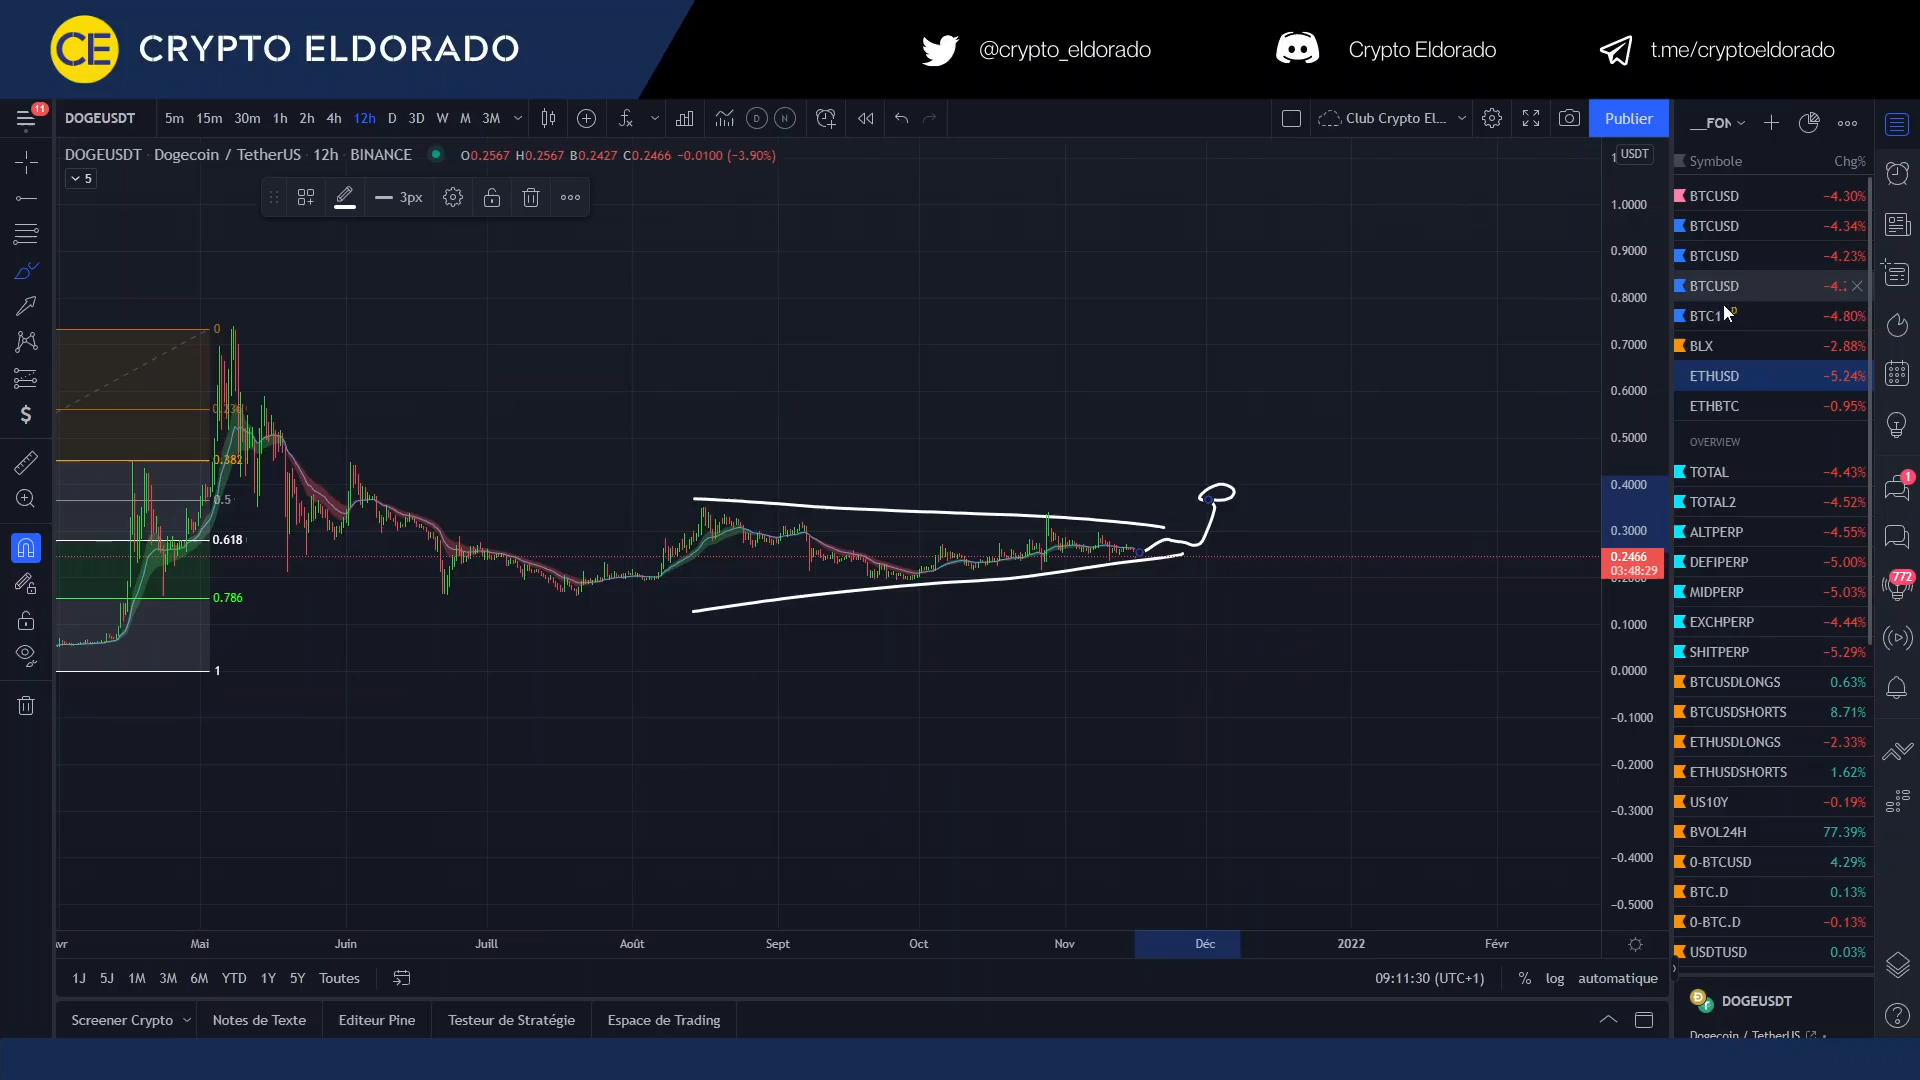 CE CRYPTO ELDORADO
@crypto_eldorado
Crypto Eldorado
t.me/cryptoeldorado
11
DOGEUSDT 5m 15m 30m 1h 2h 4h 12h D 3D W M 3M
D N
Club Crypto El...
Publier
DOGEUSDT · Dogecoin / TetherUS · 12h · BINANCE
O0.2567 H0.2567 B0.2427 C0.2466 −0.0100 (−3.90%)
5
3px
USDT
1.0000
0.9000
0.8000
0.7000
0.6000
0.5000
0.4000
0.3000
0.2466
03:48:29
0.2000
0.1000
0.0000
−0.1000
−0.2000
−0.3000
−0.4000
−0.5000
0
0.236
0.382
0.5
0.618
0.786
1
Mai Juin Juill Août Sept Oct Nov Déc 2022 Févr
1J 5J 1M 3M 6M YTD 1Y 5Y Toutes
09:11:30 (UTC+1) % log automatique
Screener Crypto Notes de Texte Editeur Pine Testeur de Stratégie Espace de Trading
Symbole Chg%
BTCUSD −4.30%
BTCUSD −4.34%
BTCUSD −4.23%
BTCUSD
BTC1 −4.80%
BLX −2.88%
ETHUSD −5.24%
ETHBTC −0.95%
OVERVIEW
TOTAL −4.43%
TOTAL2 −4.52%
ALTPERP −4.55%
DEFIPERP −5.00%
MIDPERP −5.03%
EXCHPERP −4.44%
SHITPERP −5.29%
BTCUSDLONGS 0.63%
BTCUSDSHORTS 8.71%
ETHUSDLONGS −2.33%
ETHUSDSHORTS 1.62%
US10Y −0.19%
BVOL24H 77.39%
0-BTCUSD 4.29%
BTC.D 0.13%
0-BTC.D −0.13%
USDTUSD 0.03%
DOGEUSDT
Dogecoin / TetherUS
1
772